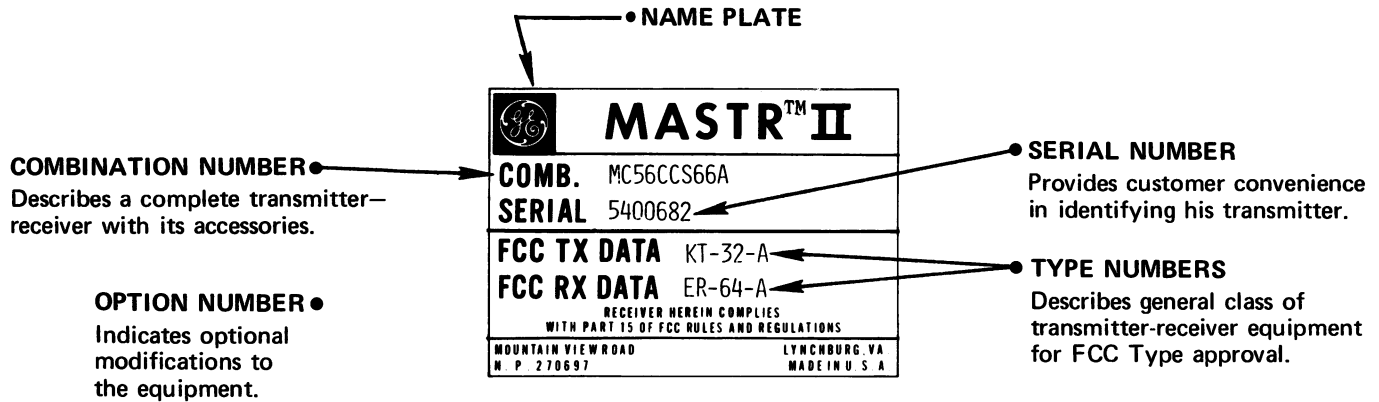 NAME PLATE
GE
MASTR™ II
COMBINATION NUMBER
Describes a complete transmitter—
receiver with its accessories.
COMB. MC56CCS66A
SERIAL 5400682
SERIAL NUMBER
Provides customer convenience
in identifying his transmitter.
OPTION NUMBER
Indicates optional
modifications to
the equipment.
FCC TX DATA KT-32-A
FCC RX DATA ER-64-A
RECEIVER HEREIN COMPLIES
WITH PART 15 OF FCC RULES AND REGULATIONS
MOUNTAIN VIEW ROAD LYNCHBURG, VA
N. P. 270697 MADE IN U. S. A
TYPE NUMBERS
Describes general class of
transmitter-receiver equipment
for FCC Type approval.